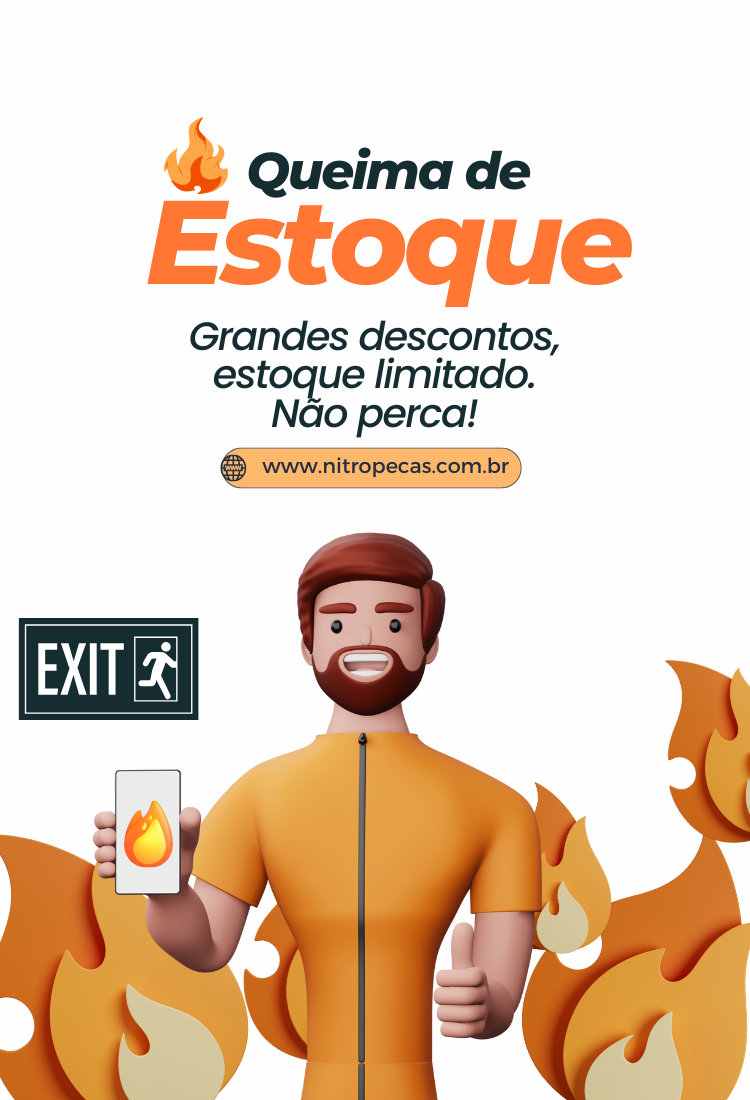 Queima de
Estoque
Grandes descontos,
estoque limitado.
Não perca!
www.nitropecas.com.br
EXIT